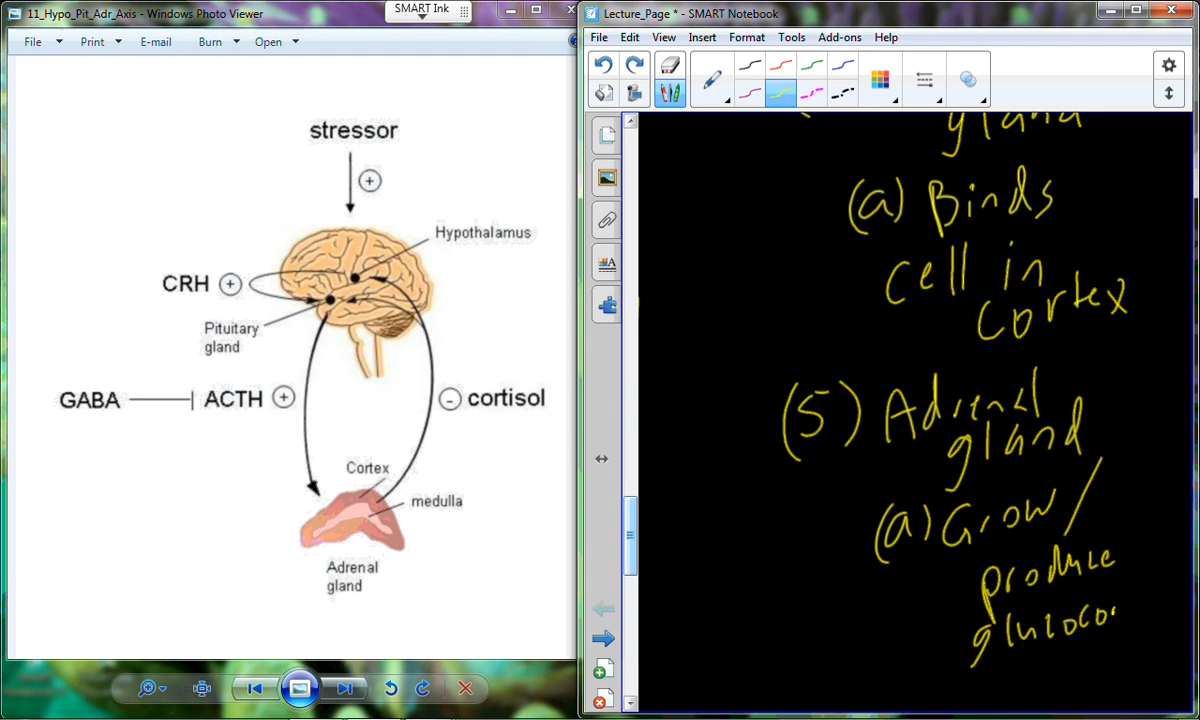 11_Hypo_Pit_Adr_Axis - Windows Photo Viewer
SMART Ink
File Print E-mail Burn Open
stressor
+
Hypothalamus
CRH +
Pituitary
gland
GABA ACTH + - cortisol
Cortex
medulla
Adrenal
gland
Lecture_Page * - SMART Notebook
File Edit View Insert Format Tools Add-ons Help
gland
(a) Binds
cell in
cortex
(5) Adrenal
gland
(a) Grow/
produce
glucoco